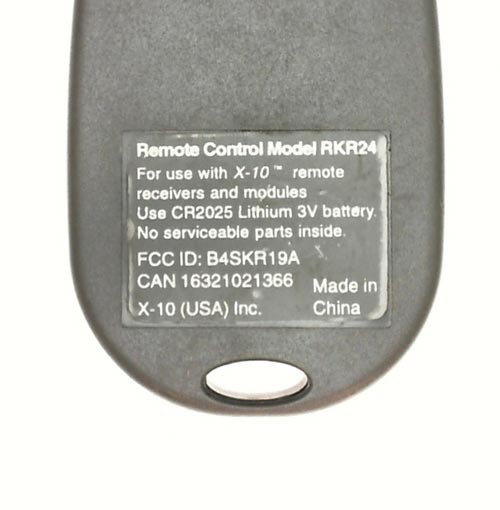 Remote Control Model RKR24
For use with X-10™ remote
receivers and modules
Use CR2025 Lithium 3V battery.
No serviceable parts inside.
FCC ID: B4SKR19A
CAN 16321021366
Made in
X-10 (USA) Inc. China